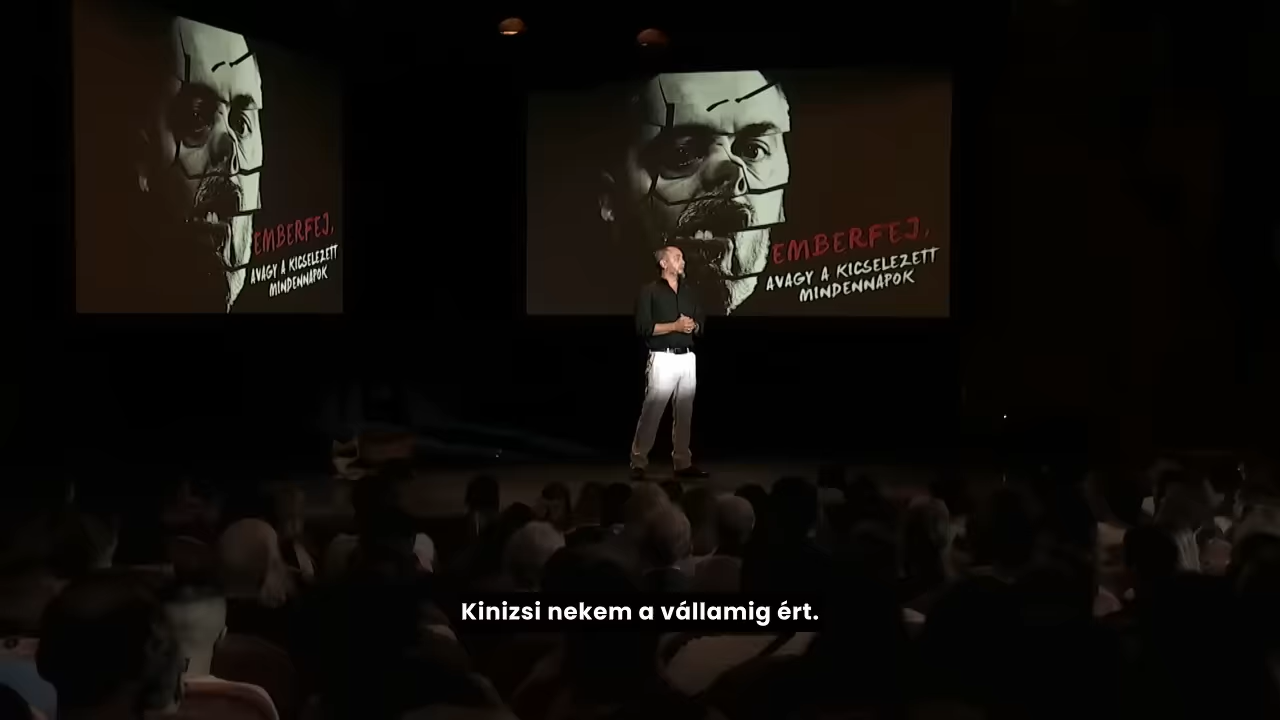 EMBERFEJ,
AVAGY A KICSELEZETT
MINDENNAPOK
EMBERFEJ,
AVAGY A KICSELEZETT
MINDENNAPOK
Kinizsi nekem a vállamig ért.